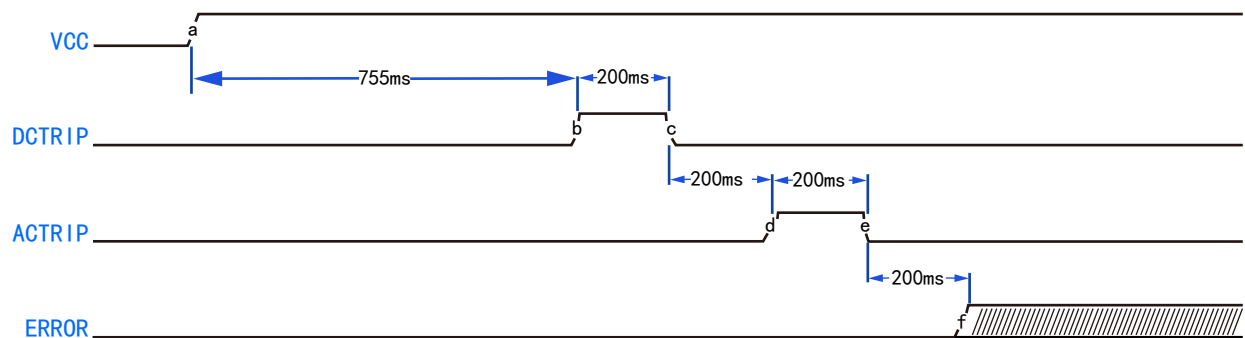 VCC
a
755ms
200ms
DCTRIP
b
c
200ms
200ms
ACTRIP
d
e
200ms
ERROR
f